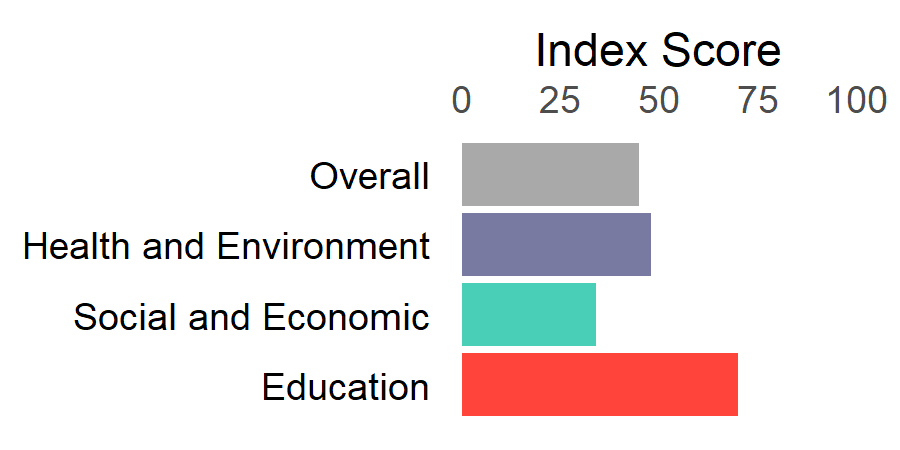 Index Score
0 25 50 75 100
Overall
Health and Environment
Social and Economic
Education